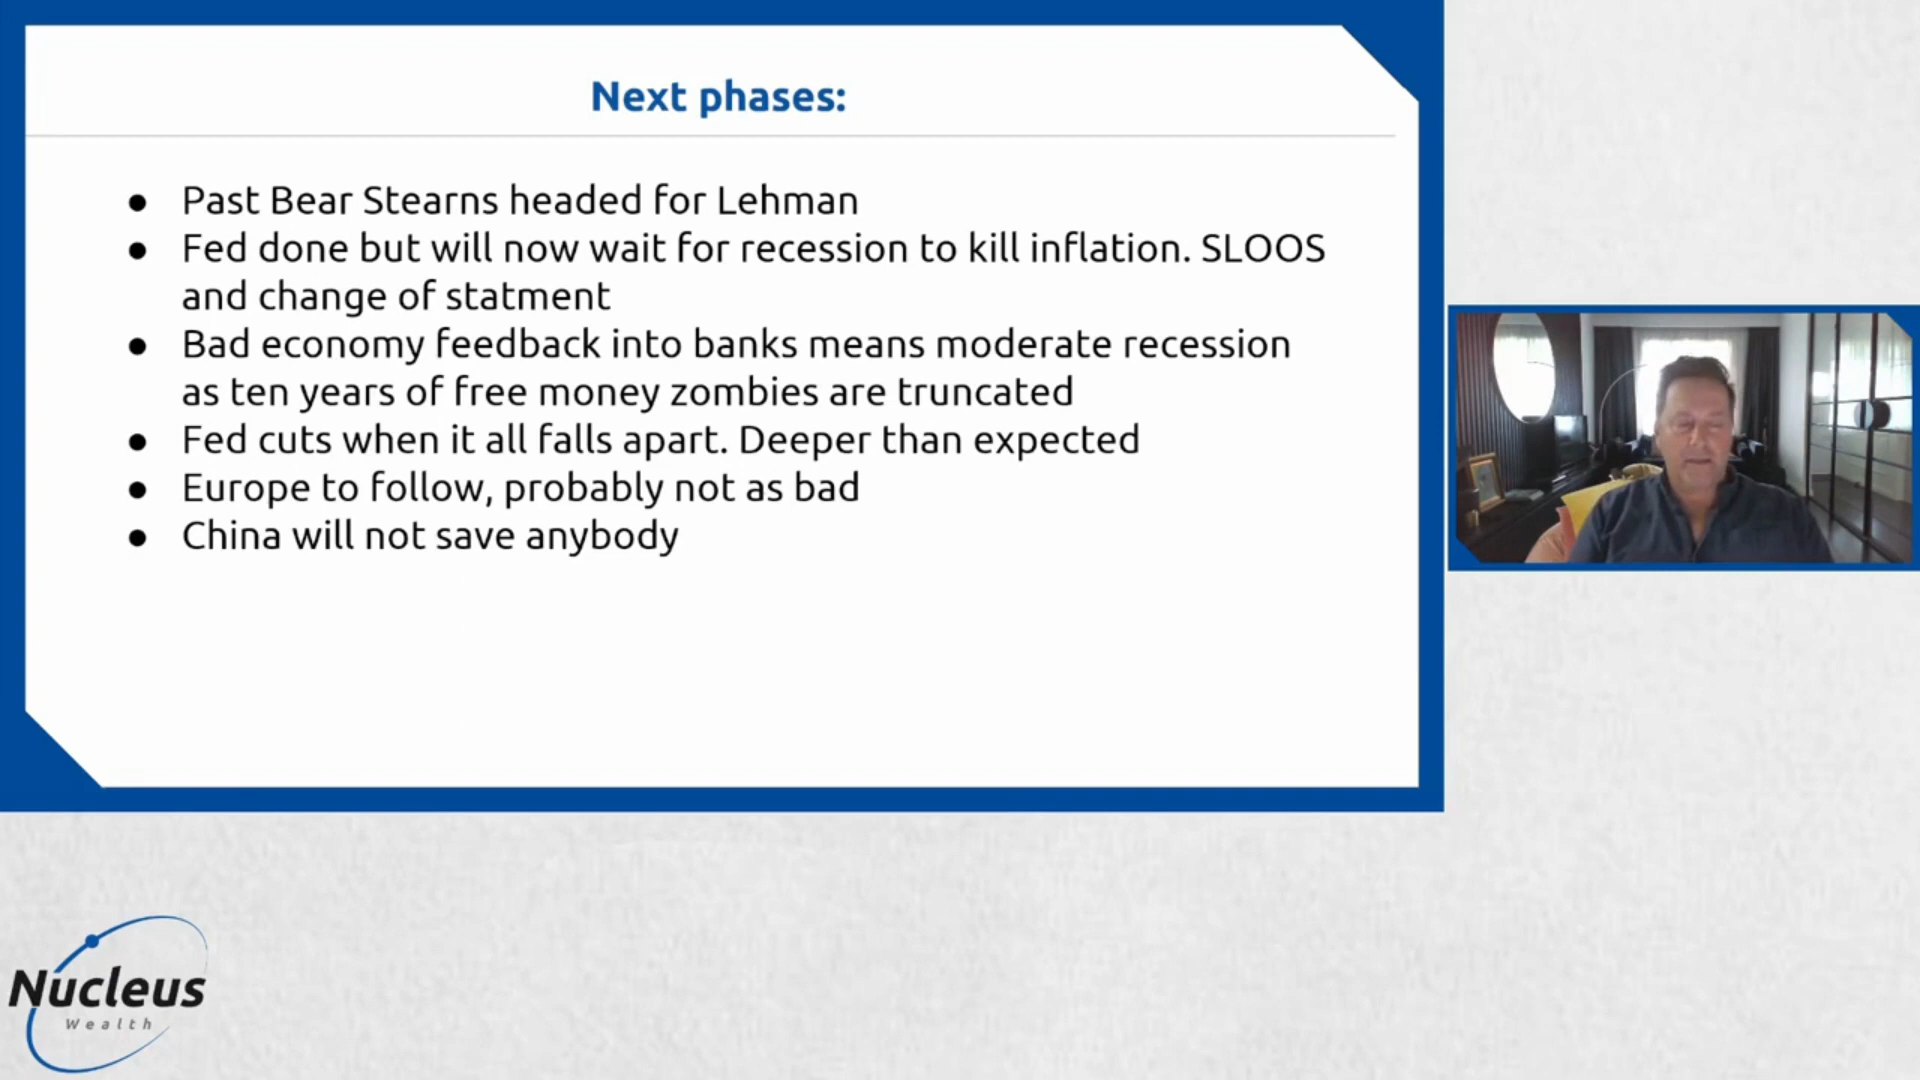 Next phases:
● Past Bear Stearns headed for Lehman
● Fed done but will now wait for recession to kill inflation. SLOOS
and change of statment
● Bad economy feedback into banks means moderate recession
as ten years of free money zombies are truncated
● Fed cuts when it all falls apart. Deeper than expected
● Europe to follow, probably not as bad
● China will not save anybody
Nucleus
Wealth